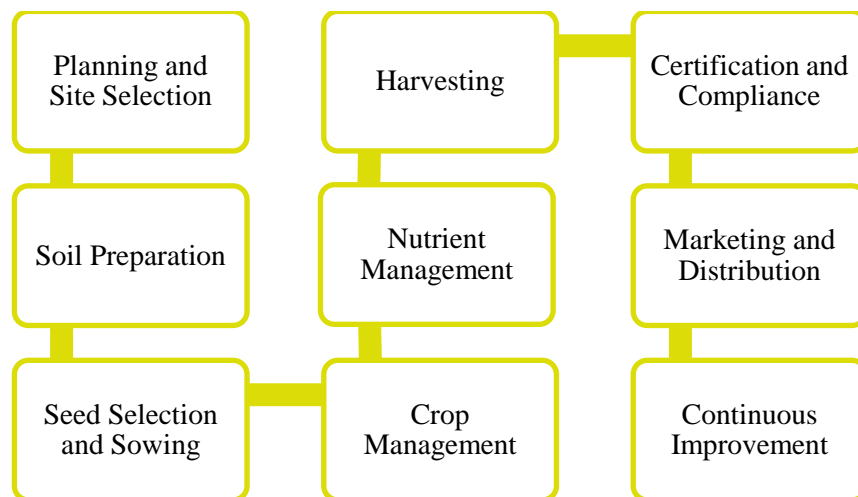 Planning and
Site Selection
Soil Preparation
Seed Selection
and Sowing
Crop
Management
Nutrient
Management
Harvesting
Certification and
Compliance
Marketing and
Distribution
Continuous
Improvement